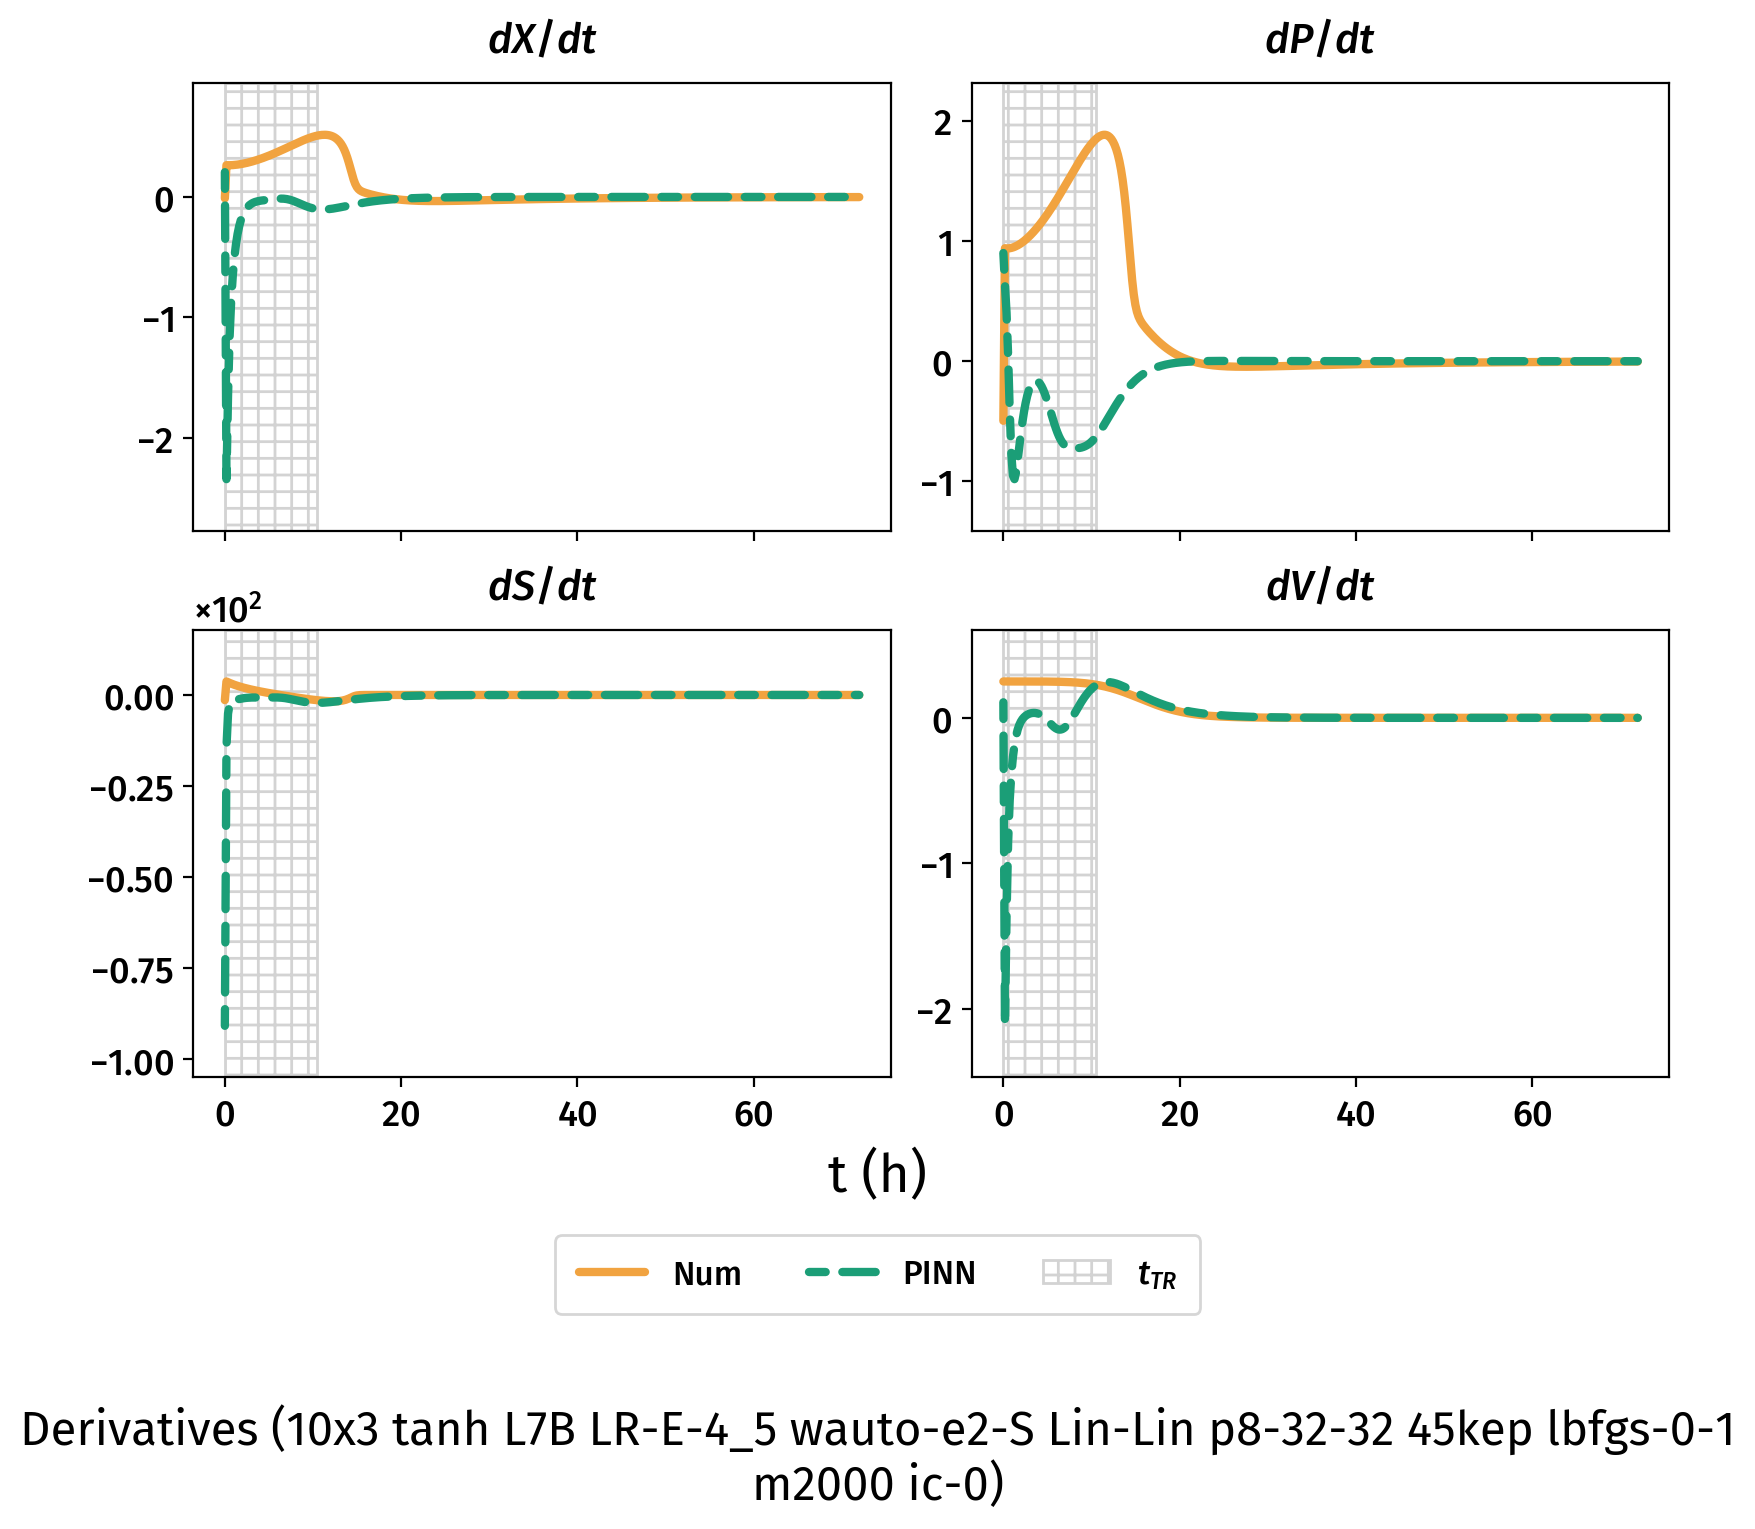 dX/dt
dP/dt
0
−1
−2
2
1
0
−1
dS/dt
dV/dt
×10²
0.00
−0.25
−0.50
−0.75
−1.00
0
−1
−2
0 20 40 60
0 20 40 60
t (h)
Num PINN t_TR
Derivatives (10x3 tanh L7B LR-E-4_5 wauto-e2-S Lin-Lin p8-32-32 45kep lbfgs-0-1
m2000 ic-0)